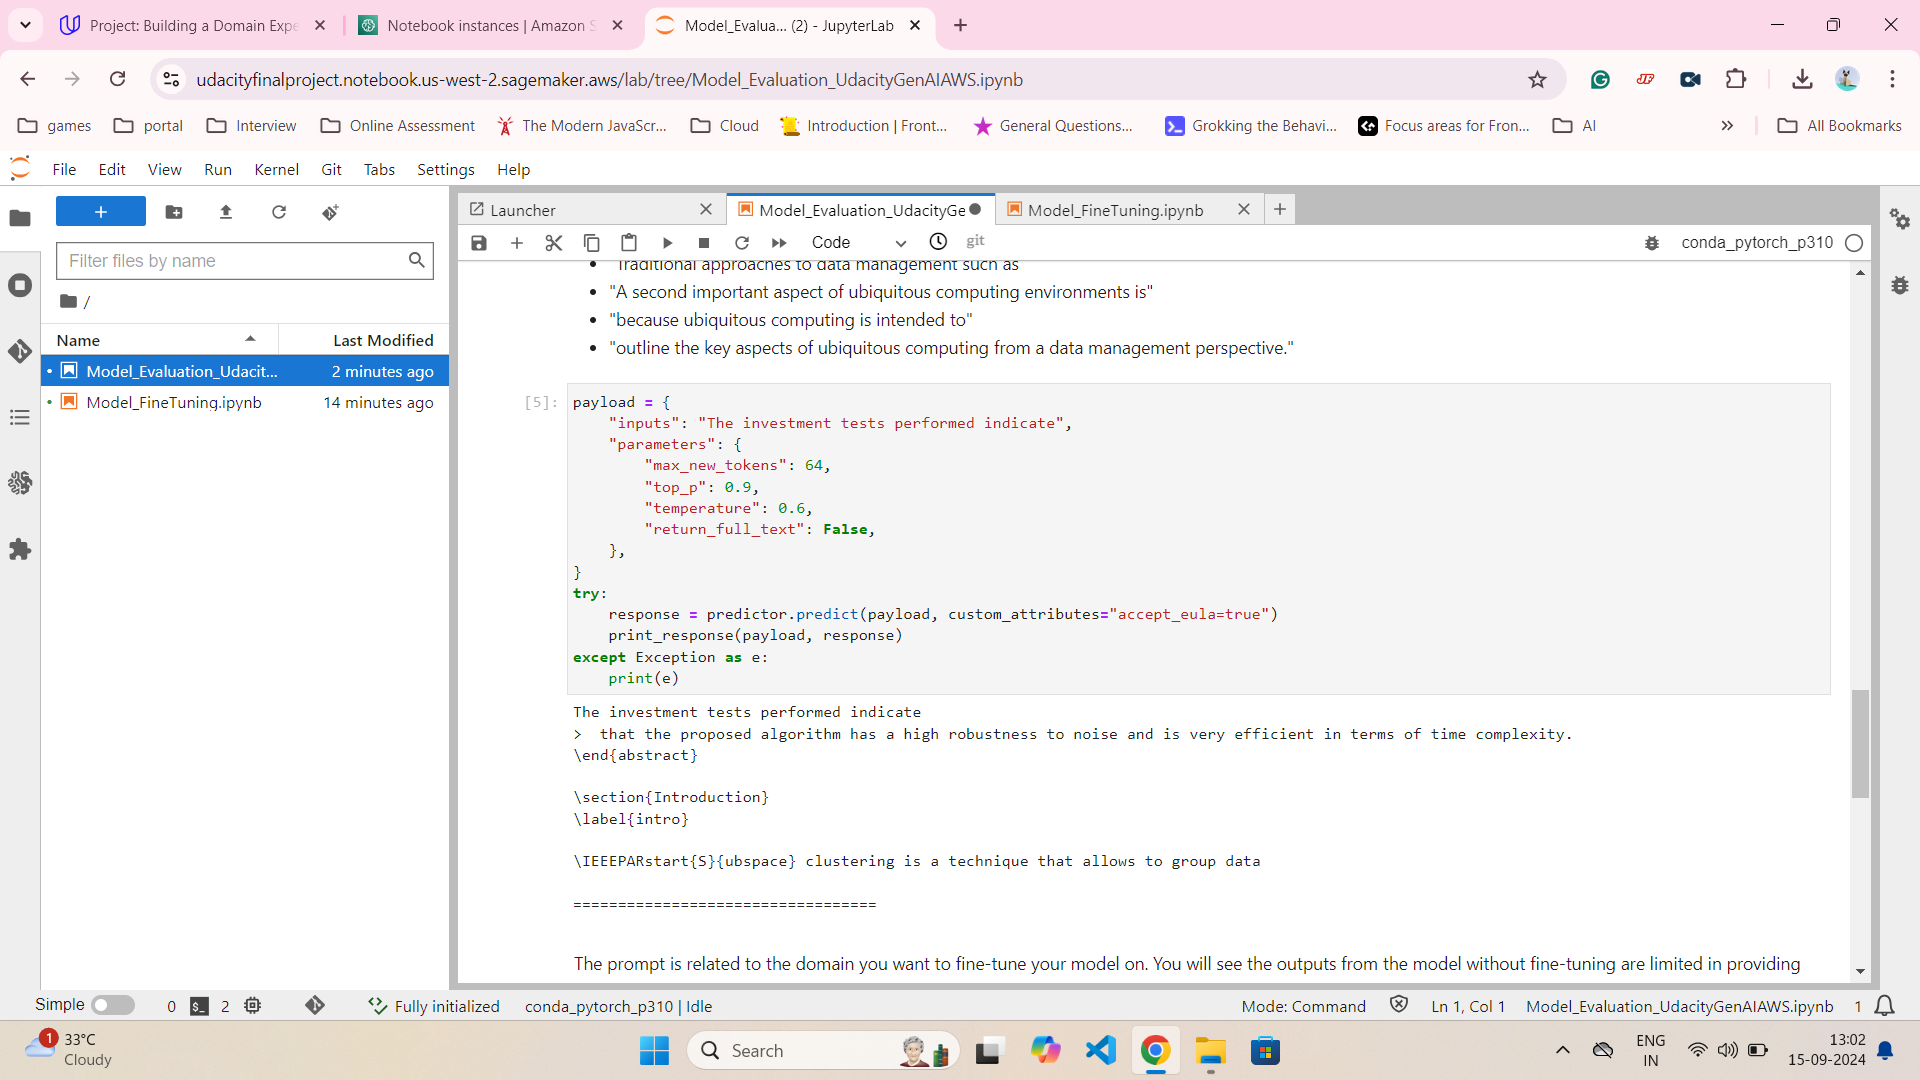 Project: Building a Domain Expe
Notebook instances | Amazon S
Model_Evalua... (2) - JupyterLab
udacityfinalproject.notebook.us-west-2.sagemaker.aws/lab/tree/Model_Evaluation_UdacityGenAIAWS.ipynb
games
portal
Interview
Online Assessment
The Modern JavaScr...
Cloud
Introduction | Front...
General Questions...
Grokking the Behavi...
Focus areas for Fron...
AI
All Bookmarks
File Edit View Run Kernel Git Tabs Settings Help
Launcher
Model_Evaluation_UdacityGe
Model_FineTuning.ipynb
Code
git
conda_pytorch_p310
Filter files by name
/
Name Last Modified
Model_Evaluation_Udacit... 2 minutes ago
Model_FineTuning.ipynb 14 minutes ago
"Traditional approaches to data management such as
• "A second important aspect of ubiquitous computing environments is"
• "because ubiquitous computing is intended to"
• "outline the key aspects of ubiquitous computing from a data management perspective."
[5]:
payload = {
    "inputs": "The investment tests performed indicate",
    "parameters": {
        "max_new_tokens": 64,
        "top_p": 0.9,
        "temperature": 0.6,
        "return_full_text": False,
    },
}
try:
    response = predictor.predict(payload, custom_attributes="accept_eula=true")
    print_response(payload, response)
except Exception as e:
    print(e)
The investment tests performed indicate
>  that the proposed algorithm has a high robustness to noise and is very efficient in terms of time complexity.
\end{abstract}
\section{Introduction}
\label{intro}
\IEEEPARstart{S}{ubspace} clustering is a technique that allows to group data
==================================
The prompt is related to the domain you want to fine-tune your model on. You will see the outputs from the model without fine-tuning are limited in providing
Simple 0 $_ 2 Fully initialized conda_pytorch_p310 | Idle Mode: Command Ln 1, Col 1 Model_Evaluation_UdacityGenAIAWS.ipynb 1
1
33°C
Cloudy
Search
ENG
IN
13:02
15-09-2024